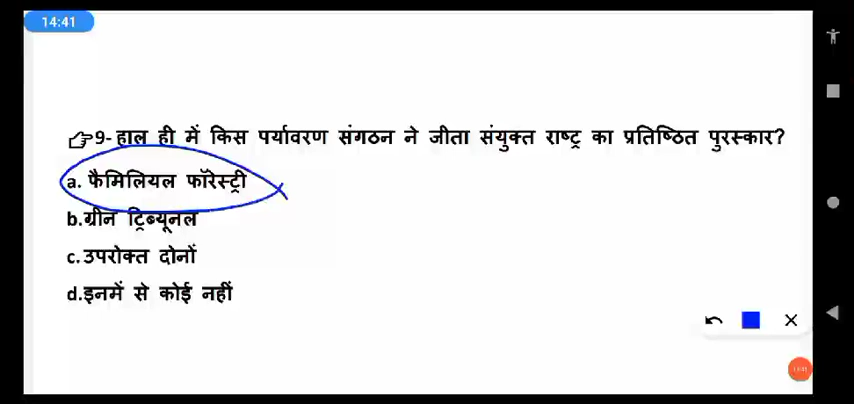 14:41
9- हाल ही में किस पर्यावरण संगठन ने जीता संयुक्त राष्ट्र का प्रतिष्ठित पुरस्कार?
a. फैमिलियल फॉरेस्ट्री
b.ग्रीन ट्रिब्यूनल
c. उपरोक्त दोनों
d.इनमें से कोई नहीं